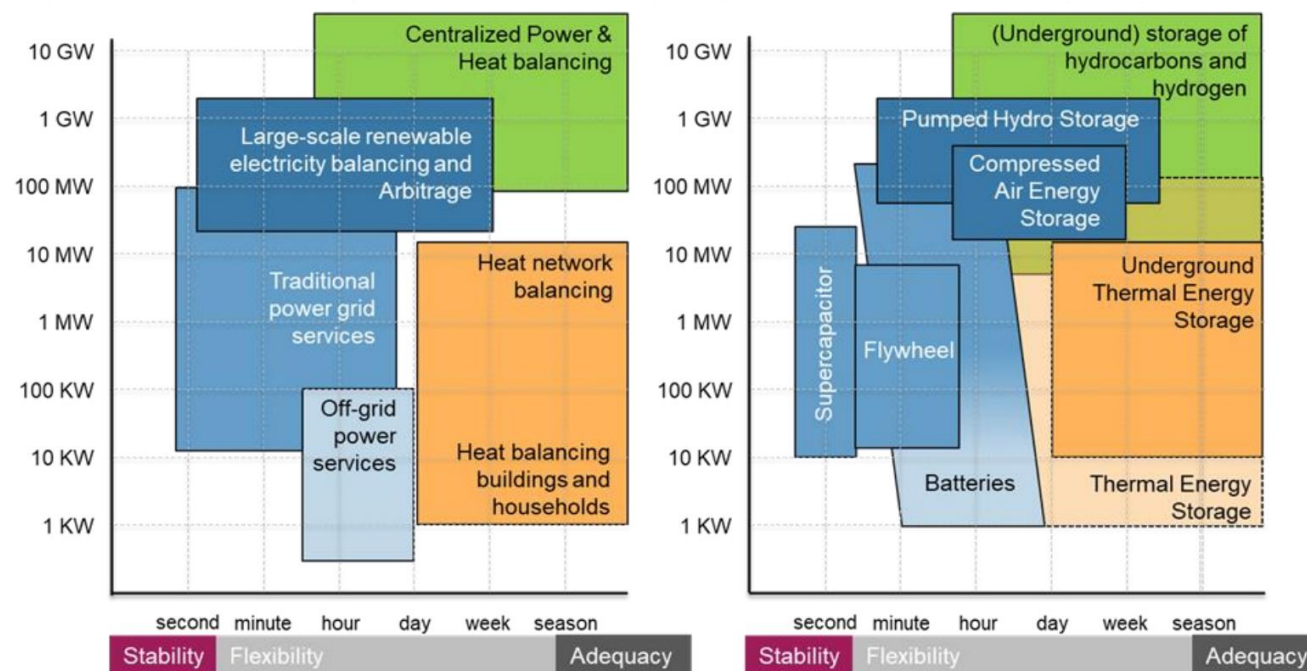 10 GW
1 GW
100 MW
10 MW
1 MW
100 KW
10 KW
1 KW
Centralized Power &
Heat balancing
Large-scale renewable
electricity balancing and
Arbitrage
Traditional
power grid
services
Heat network
balancing
Off-grid
power
services
Heat balancing
buildings and
households
second minute hour day week season
Stability Flexibility Adequacy
10 GW
1 GW
100 MW
10 MW
1 MW
100 KW
10 KW
1 KW
(Underground) storage of
hydrocarbons and
hydrogen
Pumped Hydro Storage
Compressed
Air Energy
Storage
Supercapacitor
Flywheel
Underground
Thermal Energy
Storage
Batteries
Thermal Energy
Storage
second minute hour day week season
Stability Flexibility Adequacy